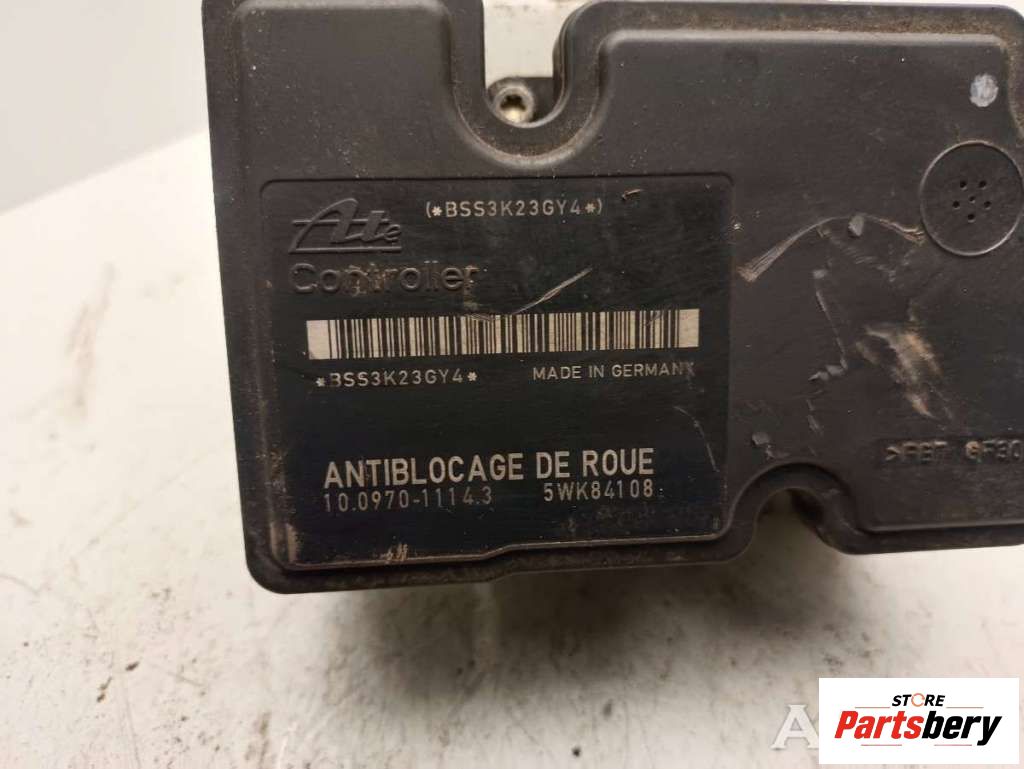 (*BSS3K23GY4*)
Ate
Controller
*BSS3K23GY4* MADE IN GERMANY
ANTIBLOCAGE DE ROUE
10.0970-1114.3 5WK84108
STORE
Partsbery